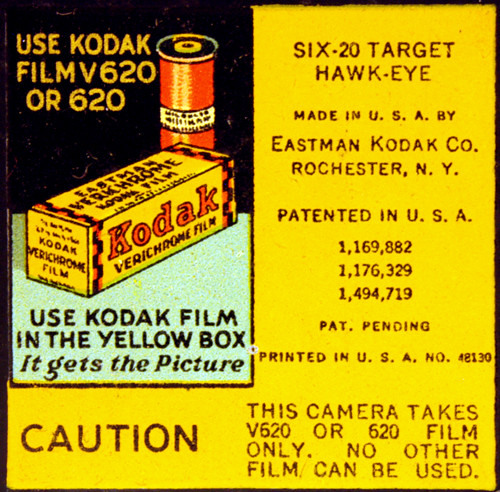 USE KODAK
FILM V620
OR 620
EASTMAN
VERICHROME
KODAK FILM
Kodak
VERICHROME FILM
KODAK
VERICHROME
FILM
USE KODAK FILM
IN THE YELLOW BOX
It gets the Picture
SIX-20 TARGET
HAWK-EYE
MADE IN U. S. A. BY
EASTMAN KODAK CO.
ROCHESTER, N. Y.
PATENTED IN U. S. A.
1,169,882
1,176,329
1,494,719
PAT. PENDING
PRINTED IN U. S. A. NO. 48130
CAUTION
THIS CAMERA TAKES
V620 OR 620 FILM
ONLY. NO OTHER
FILM CAN BE USED.